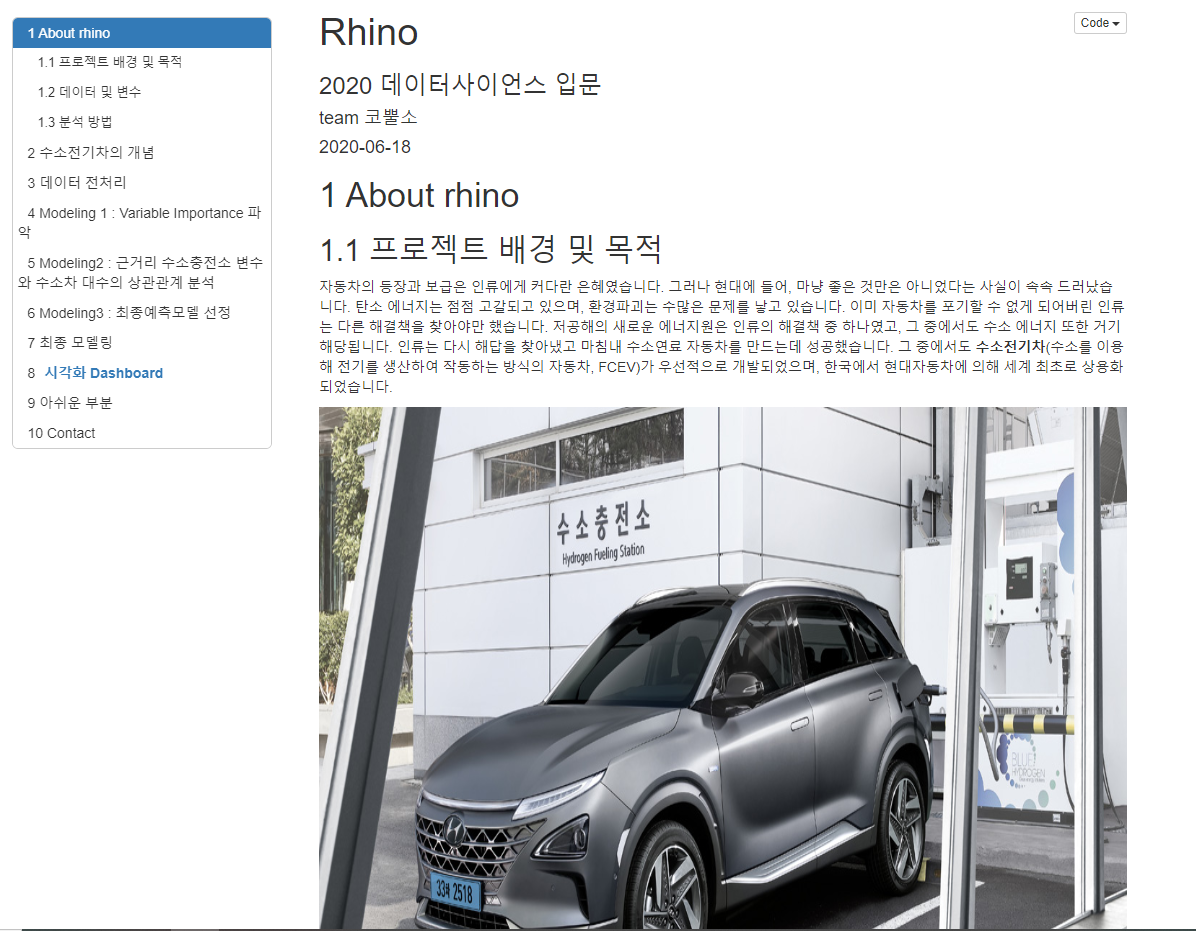 1 About rhino
1.1 프로젝트 배경 및 목적
1.2 데이터 및 변수
1.3 분석 방법
2 수소전기차의 개념
3 데이터 전처리
4 Modeling 1 : Variable Importance 파
악
5 Modeling2 : 근거리 수소충전소 변수
와 수소차 대수의 상관관계 분석
6 Modeling3 : 최종예측모델 선정
7 최종 모델링
8 시각화 Dashboard
9 아쉬운 부분
10 Contact
Code
Rhino
2020 데이터사이언스 입문
team 코뿔소
2020-06-18
1 About rhino
1.1 프로젝트 배경 및 목적
자동차의 등장과 보급은 인류에게 커다란 은혜였습니다. 그러나 현대에 들어, 마냥 좋은 것만은 아니었다는 사실이 속속 드러났습
니다. 탄소 에너지는 점점 고갈되고 있으며, 환경파괴는 수많은 문제를 낳고 있습니다. 이미 자동차를 포기할 수 없게 되어버린 인류
는 다른 해결책을 찾아야만 했습니다. 저공해의 새로운 에너지원은 인류의 해결책 중 하나였고, 그 중에서도 수소 에너지 또한 거기
해당됩니다. 인류는 다시 해답을 찾아냈고 마침내 수소연료 자동차를 만드는데 성공했습니다. 그 중에서도 수소전기차(수소를 이용
해 전기를 생산하여 작동하는 방식의 자동차, FCEV)가 우선적으로 개발되었으며, 한국에서 현대자동차에 의해 세계 최초로 상용화
되었습니다.
수소충전소
Hydrogen Fueling Station
BLUE
HYDROGEN
2518